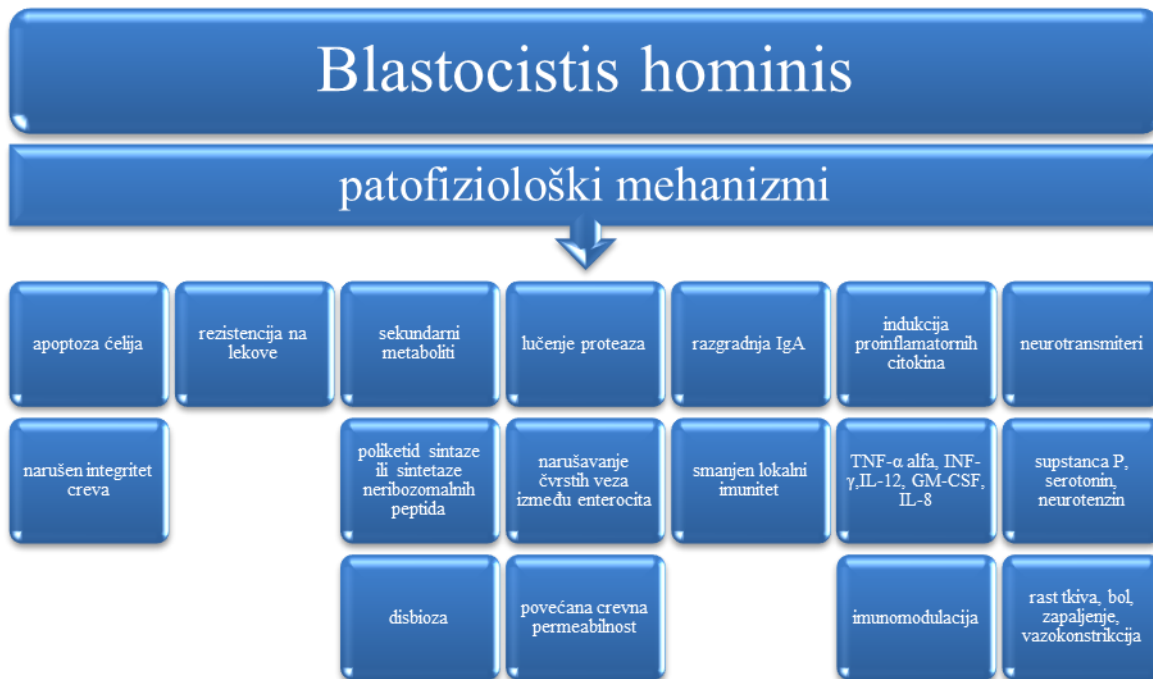 Blastocistis hominis
patofiziološki mehanizmi
apoptoza ćelija
rezistencija na
lekove
sekundarni
metaboliti
lučenje proteaza
razgradnja IgA
indukcija
proinflamatornih
citokina
neurotransmiteri
narušen integritet
creva
poliketid sintaze
ili sintetaze
neribozomalnih
peptida
narušavanje
čvrstih veza
između enterocita
smanjen lokalni
imunitet
TNF-α alfa, INF-
γ,IL-12, GM-CSF,
IL-8
supstanca P,
serotonin,
neurotenzin
disbioza
povećana crevna
permeabilnost
imunomodulacija
rast tkiva, bol,
zapaljenje,
vazokonstrikcija